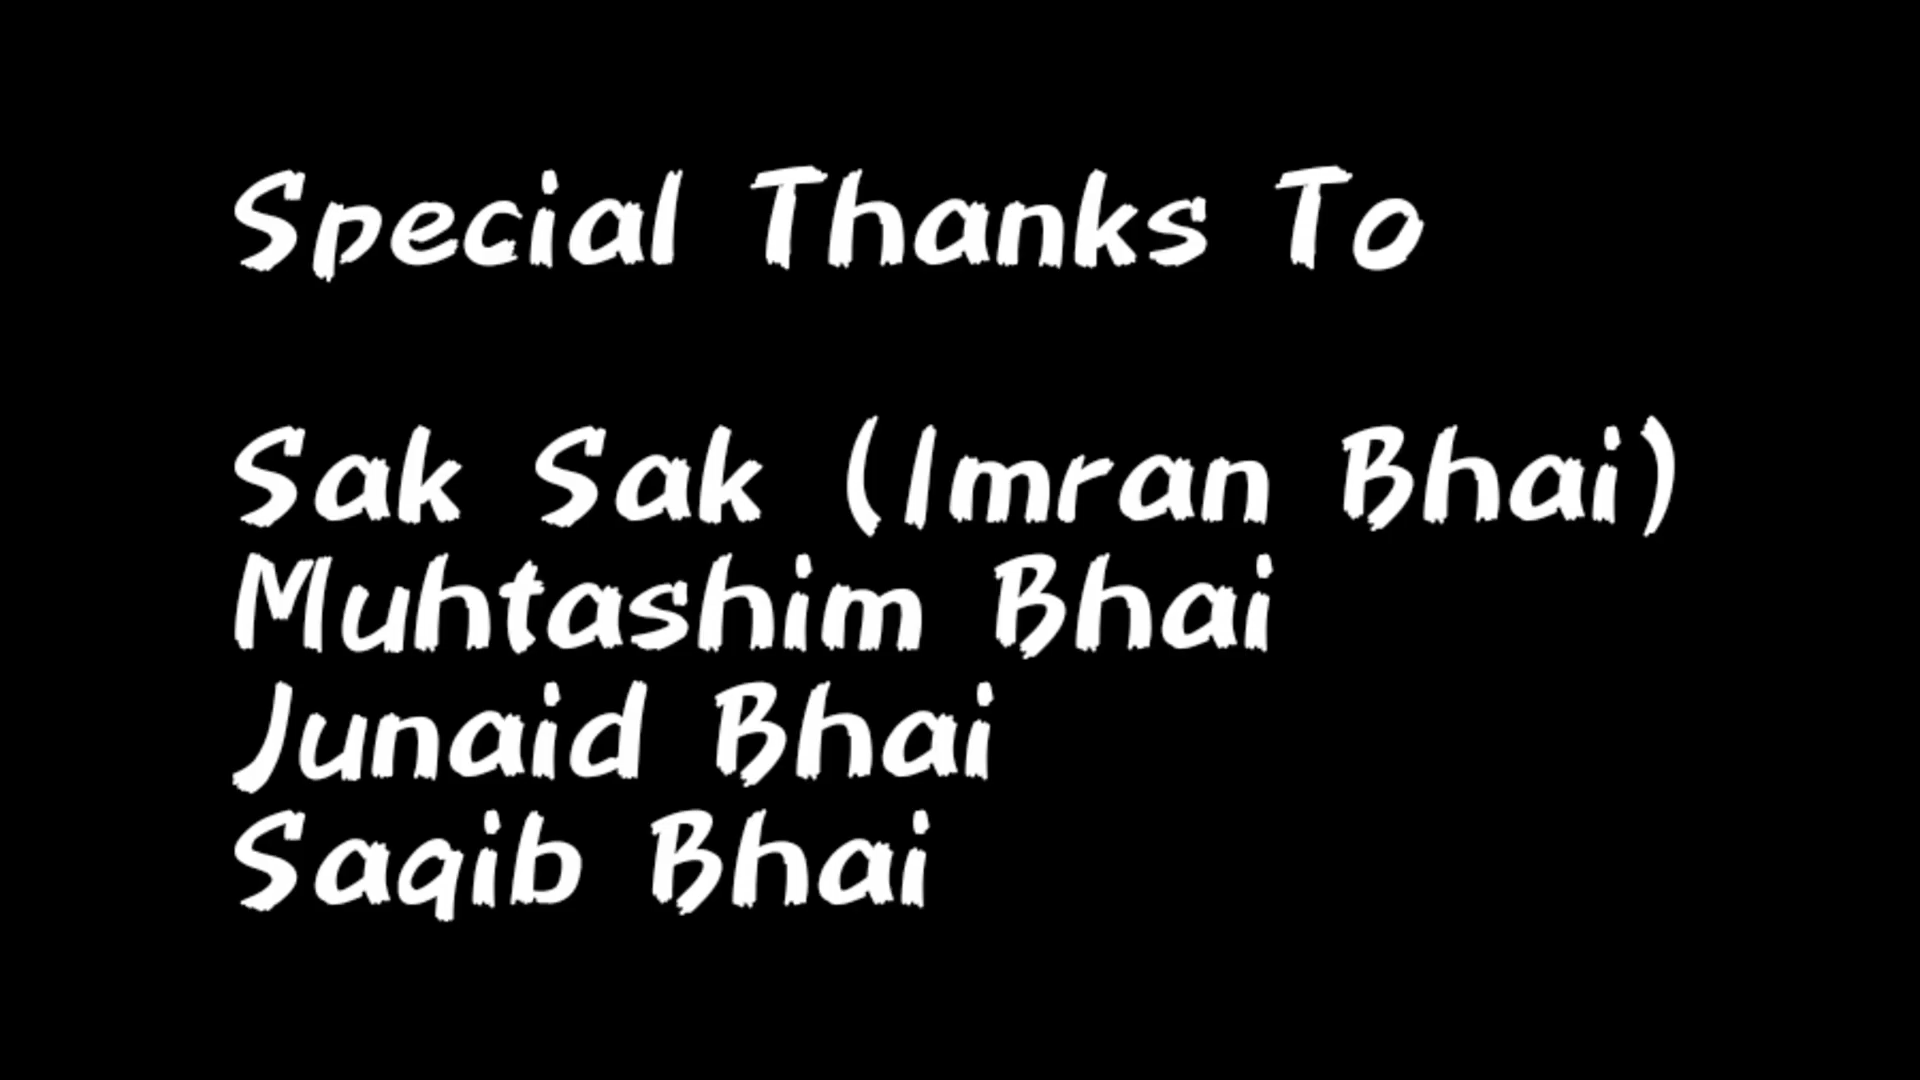 Special Thanks To
Sak Sak (Imran Bhai)
Muhtashim Bhai
Junaid Bhai
Saqib Bhai